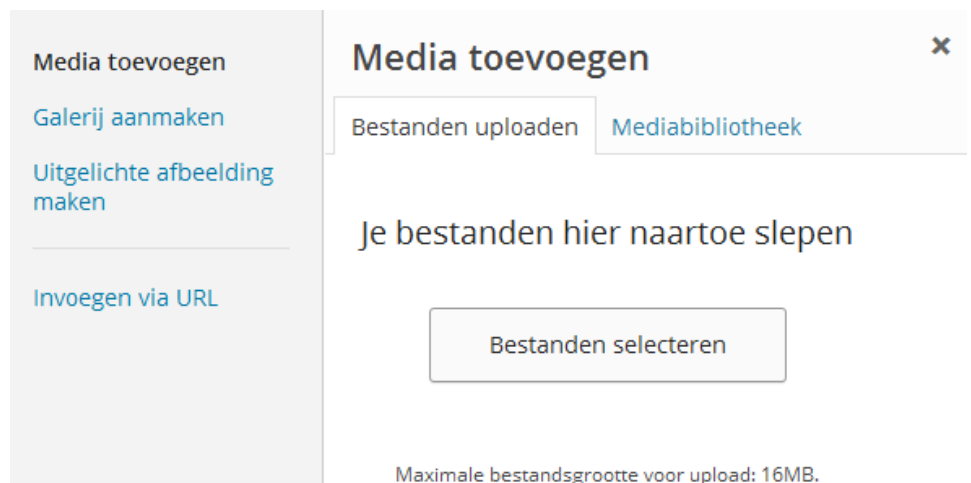 Media toevoegen
Galerij aanmaken
Uitgelichte afbeelding
maken
Invoegen via URL
Media toevoegen
Bestanden uploaden
Mediabibliotheek
Je bestanden hier naartoe slepen
Bestanden selecteren
Maximale bestandsgrootte voor upload: 16MB.